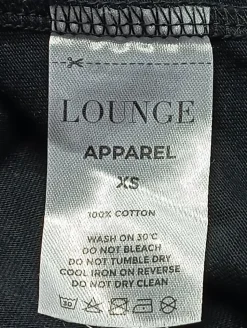 LOUNGE
APPAREL
XS
100% COTTON
WASH ON 30°C
DO NOT BLEACH
DO NOT TUMBLE DRY
COOL IRON ON REVERSE
DO NOT DRY CLEAN
30